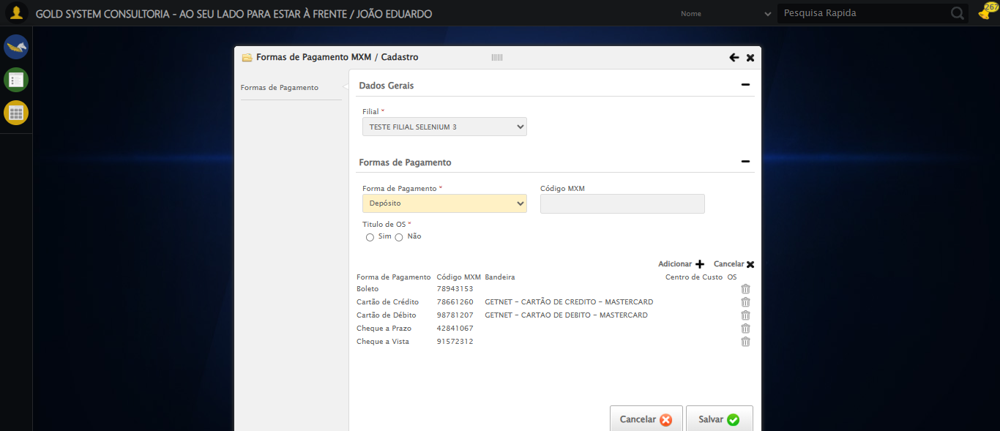 GOLD SYSTEM CONSULTORIA - AO SEU LADO PARA ESTAR À FRENTE / JOÃO EDUARDO
Nome
Pesquisa Rapida
267
Formas de Pagamento MXM / Cadastro
Formas de Pagamento
Dados Gerais
Filial *
TESTE FILIAL SELENIUM 3
Formas de Pagamento
Forma de Pagamento * Código MXM
Depósito
Titulo de OS *
Sim Não
Adicionar Cancelar
Forma de Pagamento Código MXM Bandeira Centro de Custo OS
Boleto 78943153
Cartão de Crédito 78661260 GETNET - CARTÃO DE CREDITO - MASTERCARD
Cartão de Débito 98781207 GETNET - CARTAO DE DEBITO - MASTERCARD
Cheque a Prazo 42841067
Cheque a Vista 91572312
Cancelar Salvar